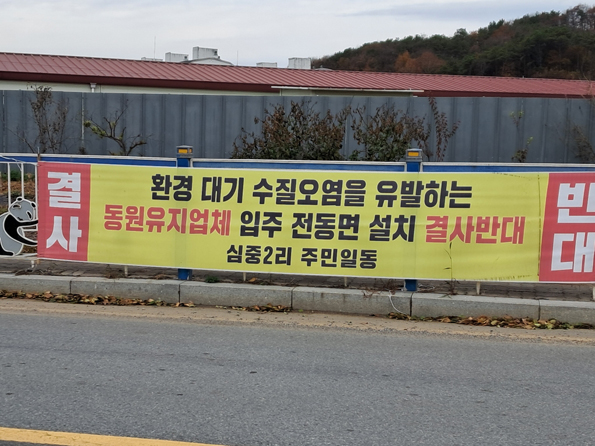 결사
환경 대기 수질오염을 유발하는
동원유지업체 입주 전동면 설치 결사반대
심중2리 주민일동
반대